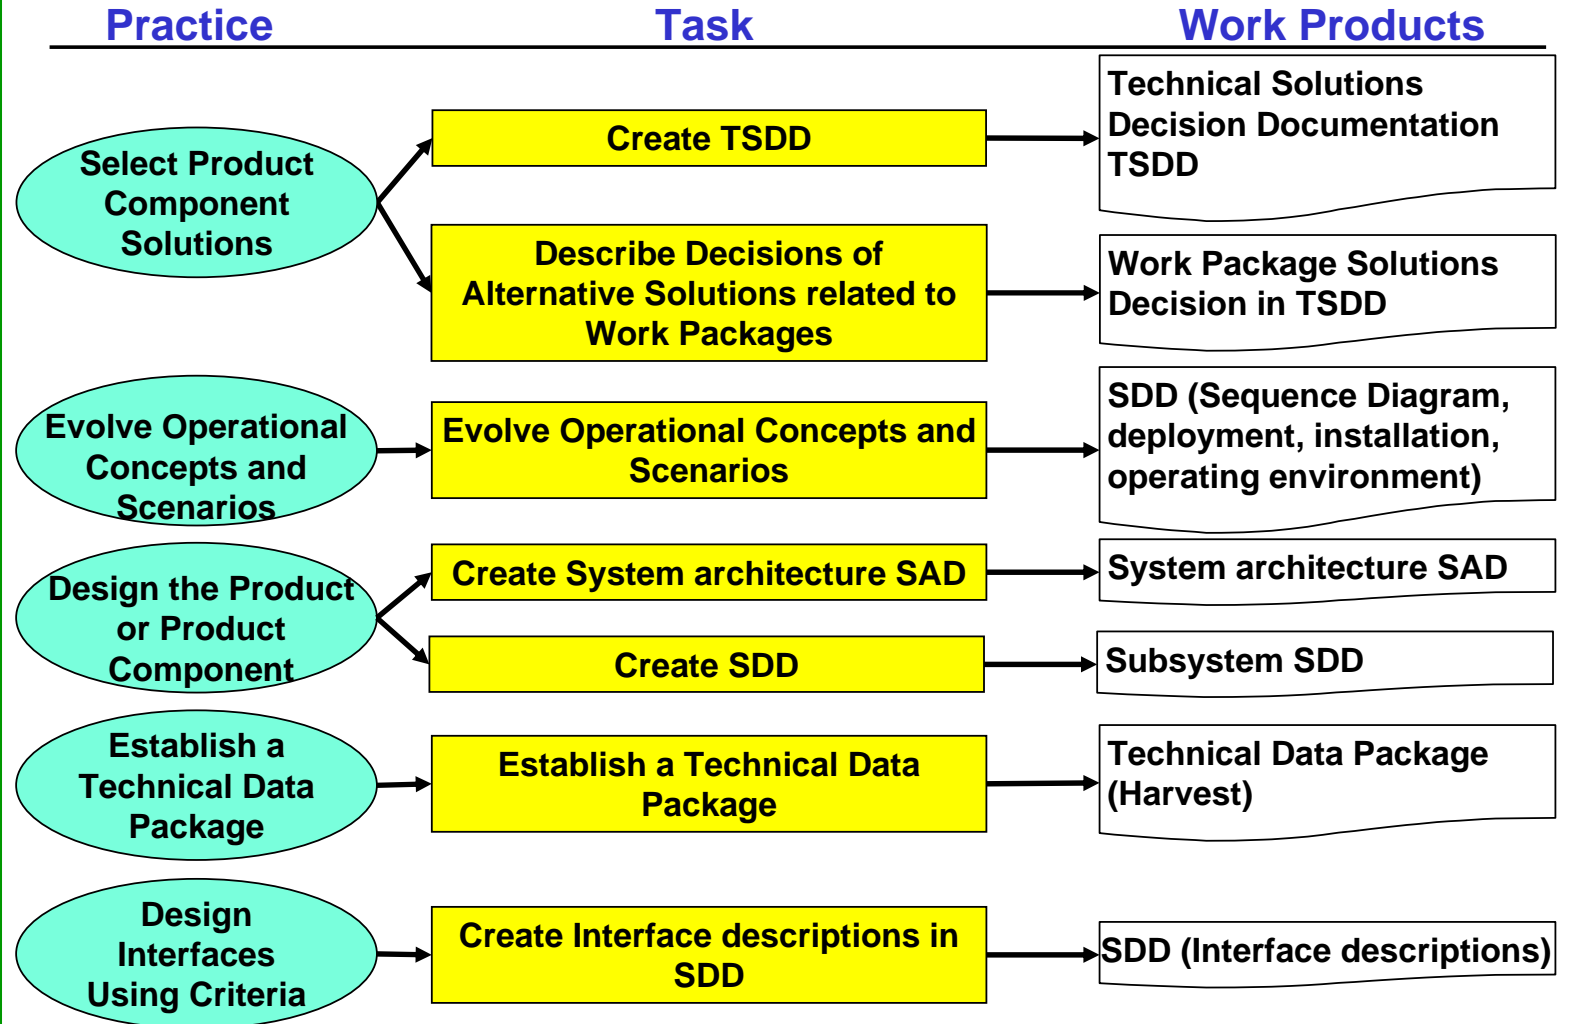 Practice Task Work Products
Select Product
Component
Solutions
Create TSDD
Technical Solutions
Decision Documentation
TSDD
Describe Decisions of
Alternative Solutions related to
Work Packages
Work Package Solutions
Decision in TSDD
Evolve Operational
Concepts and
Scenarios
Evolve Operational Concepts and
Scenarios
SDD (Sequence Diagram,
deployment, installation,
operating environment)
Design the Product
or Product
Component
Create System architecture SAD
System architecture SAD
Create SDD
Subsystem SDD
Establish a
Technical Data
Package
Establish a Technical Data
Package
Technical Data Package
(Harvest)
Design
Interfaces
Using Criteria
Create Interface descriptions in
SDD
SDD (Interface descriptions)